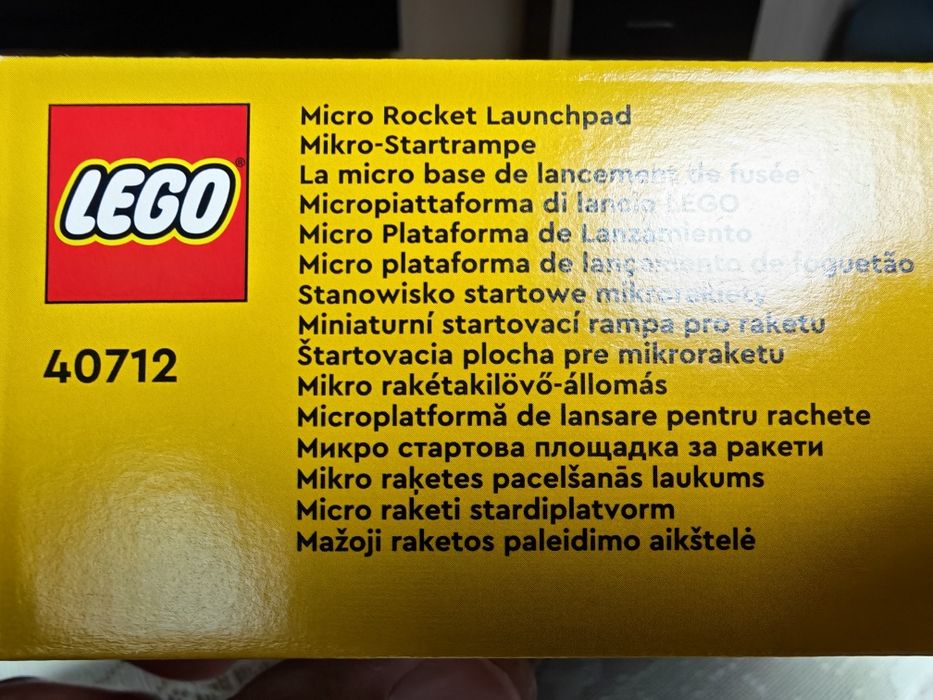 LEGO®
40712
Micro Rocket Launchpad
Mikro-Startrampe
La micro base de lancement de fusée
Micropiattaforma di lancio LEGO
Micro Plataforma de Lanzamiento
Micro plataforma de lançamento de foguetão
Stanowisko startowe mikrorakiety
Miniaturní startovací rampa pro raketu
Štartovacia plocha pre mikroraketu
Mikro rakétakilövő-állomás
Microplatformă de lansare pentru rachete
Микро стартова площадка за ракети
Mikro raķetes pacelšanās laukums
Micro raketi stardiplatvorm
Mažoji raketos paleidimo aikštelė